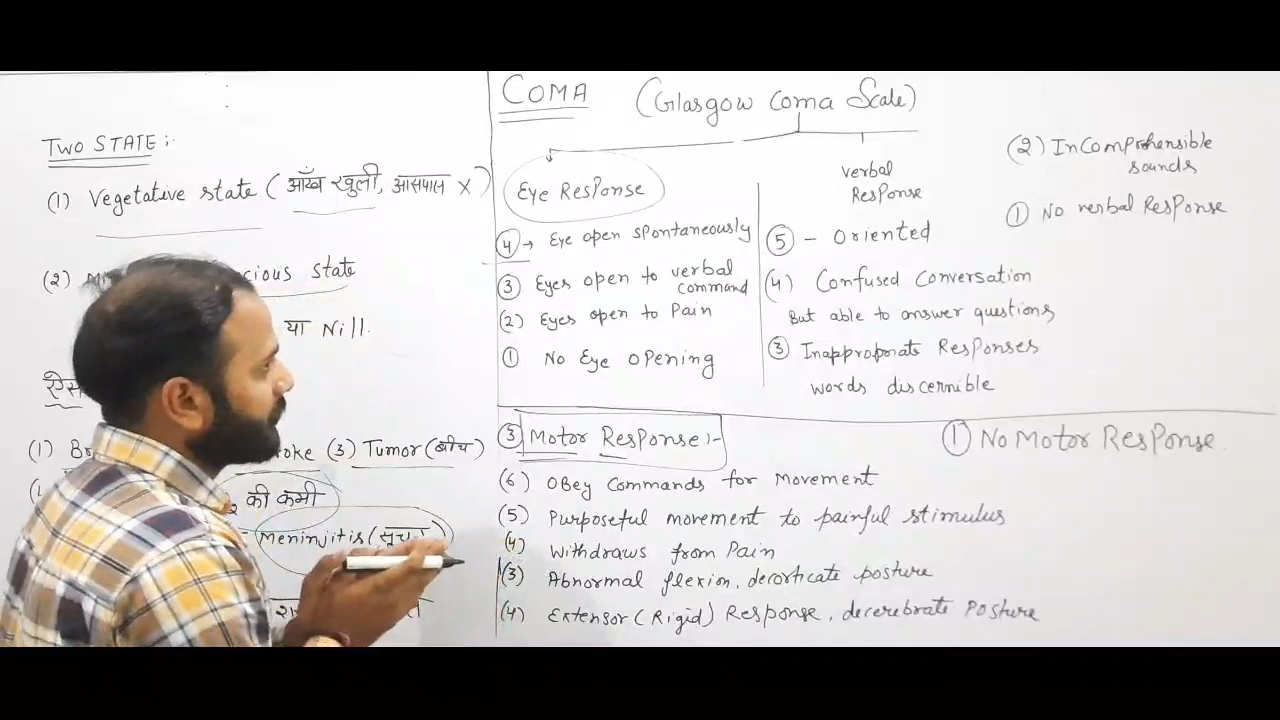 TWO STATE :-
(1) Vegetative state ( आँख खुली, आसपास X )
(2) cious state
या Nill.
(1) (3) Tumor (बीच)
की कमी
Meninjitis (
COMA (Glasgow Coma Scale)
Eye Response
4 → Eye open spontaneously
3 Eyes open to verbal
command
(2) Eyes open to Pain
1 No Eye opening
verbal
Response
5 - Oriented
(4) Confused Conversation
But able to answer questions
3 Inappropriate Responses
words discernible
(2) InComprehensible
sounds
1 No verbal Response
3 Motor Response :-
(6) OBey Commands for Movement
(5) Purposeful movement to painful stimulus
(4) Withdraws from Pain
(3) Abnormal flexion, decorticate posture
(4) Extensor (Rigid) Response, decerebrate Posture
1 No Motor Response.